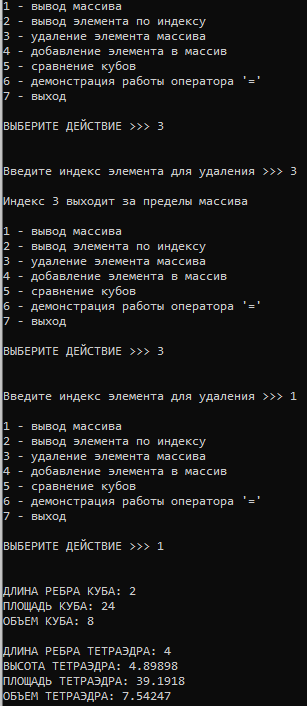 1 - вывод массива
2 - вывод элемента по индексу
3 - удаление элемента массива
4 - добавление элемента в массив
5 - сравнение кубов
6 - демонстрация работы оператора '='
7 - выход
ВЫБЕРИТЕ ДЕЙСТВИЕ >>> 3
Введите индекс элемента для удаления >>> 3
Индекс 3 выходит за пределы массива
1 - вывод массива
2 - вывод элемента по индексу
3 - удаление элемента массива
4 - добавление элемента в массив
5 - сравнение кубов
6 - демонстрация работы оператора '='
7 - выход
ВЫБЕРИТЕ ДЕЙСТВИЕ >>> 3
Введите индекс элемента для удаления >>> 1
1 - вывод массива
2 - вывод элемента по индексу
3 - удаление элемента массива
4 - добавление элемента в массив
5 - сравнение кубов
6 - демонстрация работы оператора '='
7 - выход
ВЫБЕРИТЕ ДЕЙСТВИЕ >>> 1
ДЛИНА РЕБРА КУБА: 2
ПЛОЩАДЬ КУБА: 24
ОБЪЕМ КУБА: 8
ДЛИНА РЕБРА ТЕТРАЭДРА: 4
ВЫСОТА ТЕТРАЭДРА: 4.89898
ПЛОЩАДЬ ТЕТРАЭДРА: 39.1918
ОБЪЕМ ТЕТРАЭДРА: 7.54247